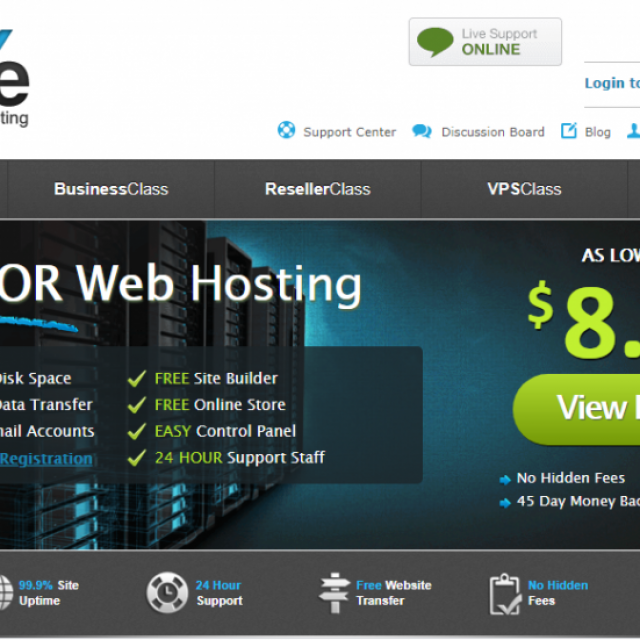 Live Support
ONLINE
e
Login to
ting
Support Center
Discussion Board
Blog
BusinessClass
ResellerClass
VPSClass
AS LOW
OR Web Hosting
$8.
Disk Space
FREE Site Builder
Data Transfer
FREE Online Store
View
mail Accounts
EASY Control Panel
Registration
24 HOUR Support Staff
No Hidden Fees
45 Day Money Bac
99.9% Site
Uptime
24 Hour
Support
Free Website
Transfer
No Hidden
Fees